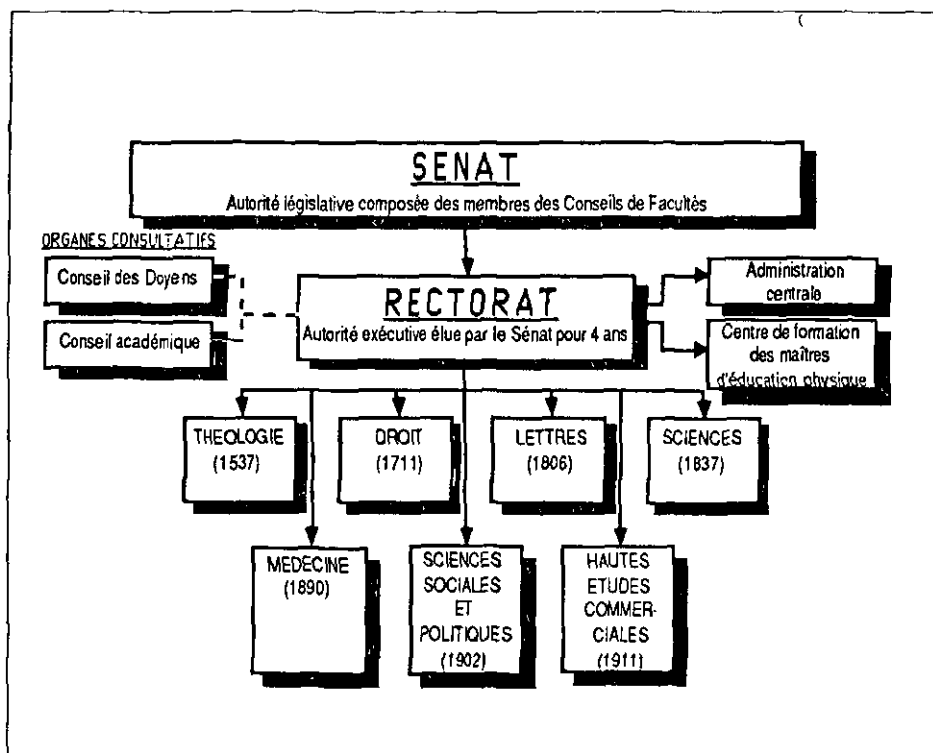 SENAT
Autorité législative composée des membres des Conseils de Facultés
ORGANES CONSULTATIFS
Conseil des Doyens
Conseil académique
RECTORAT
Autorité exécutive élue par le Sénat pour 4 ans
Administration
centrale
Centre de formation
des maîtres
d'éducation physique
THEOLOGIE
(1537)
DROIT
(1711)
LETTRES
(1806)
SCIENCES
(1837)
MEDECINE
(1890)
SCIENCES
SOCIALES
ET
POLITIQUES
(1902)
HAUTES
ETUDES
COMMER-
CIALES
(1911)